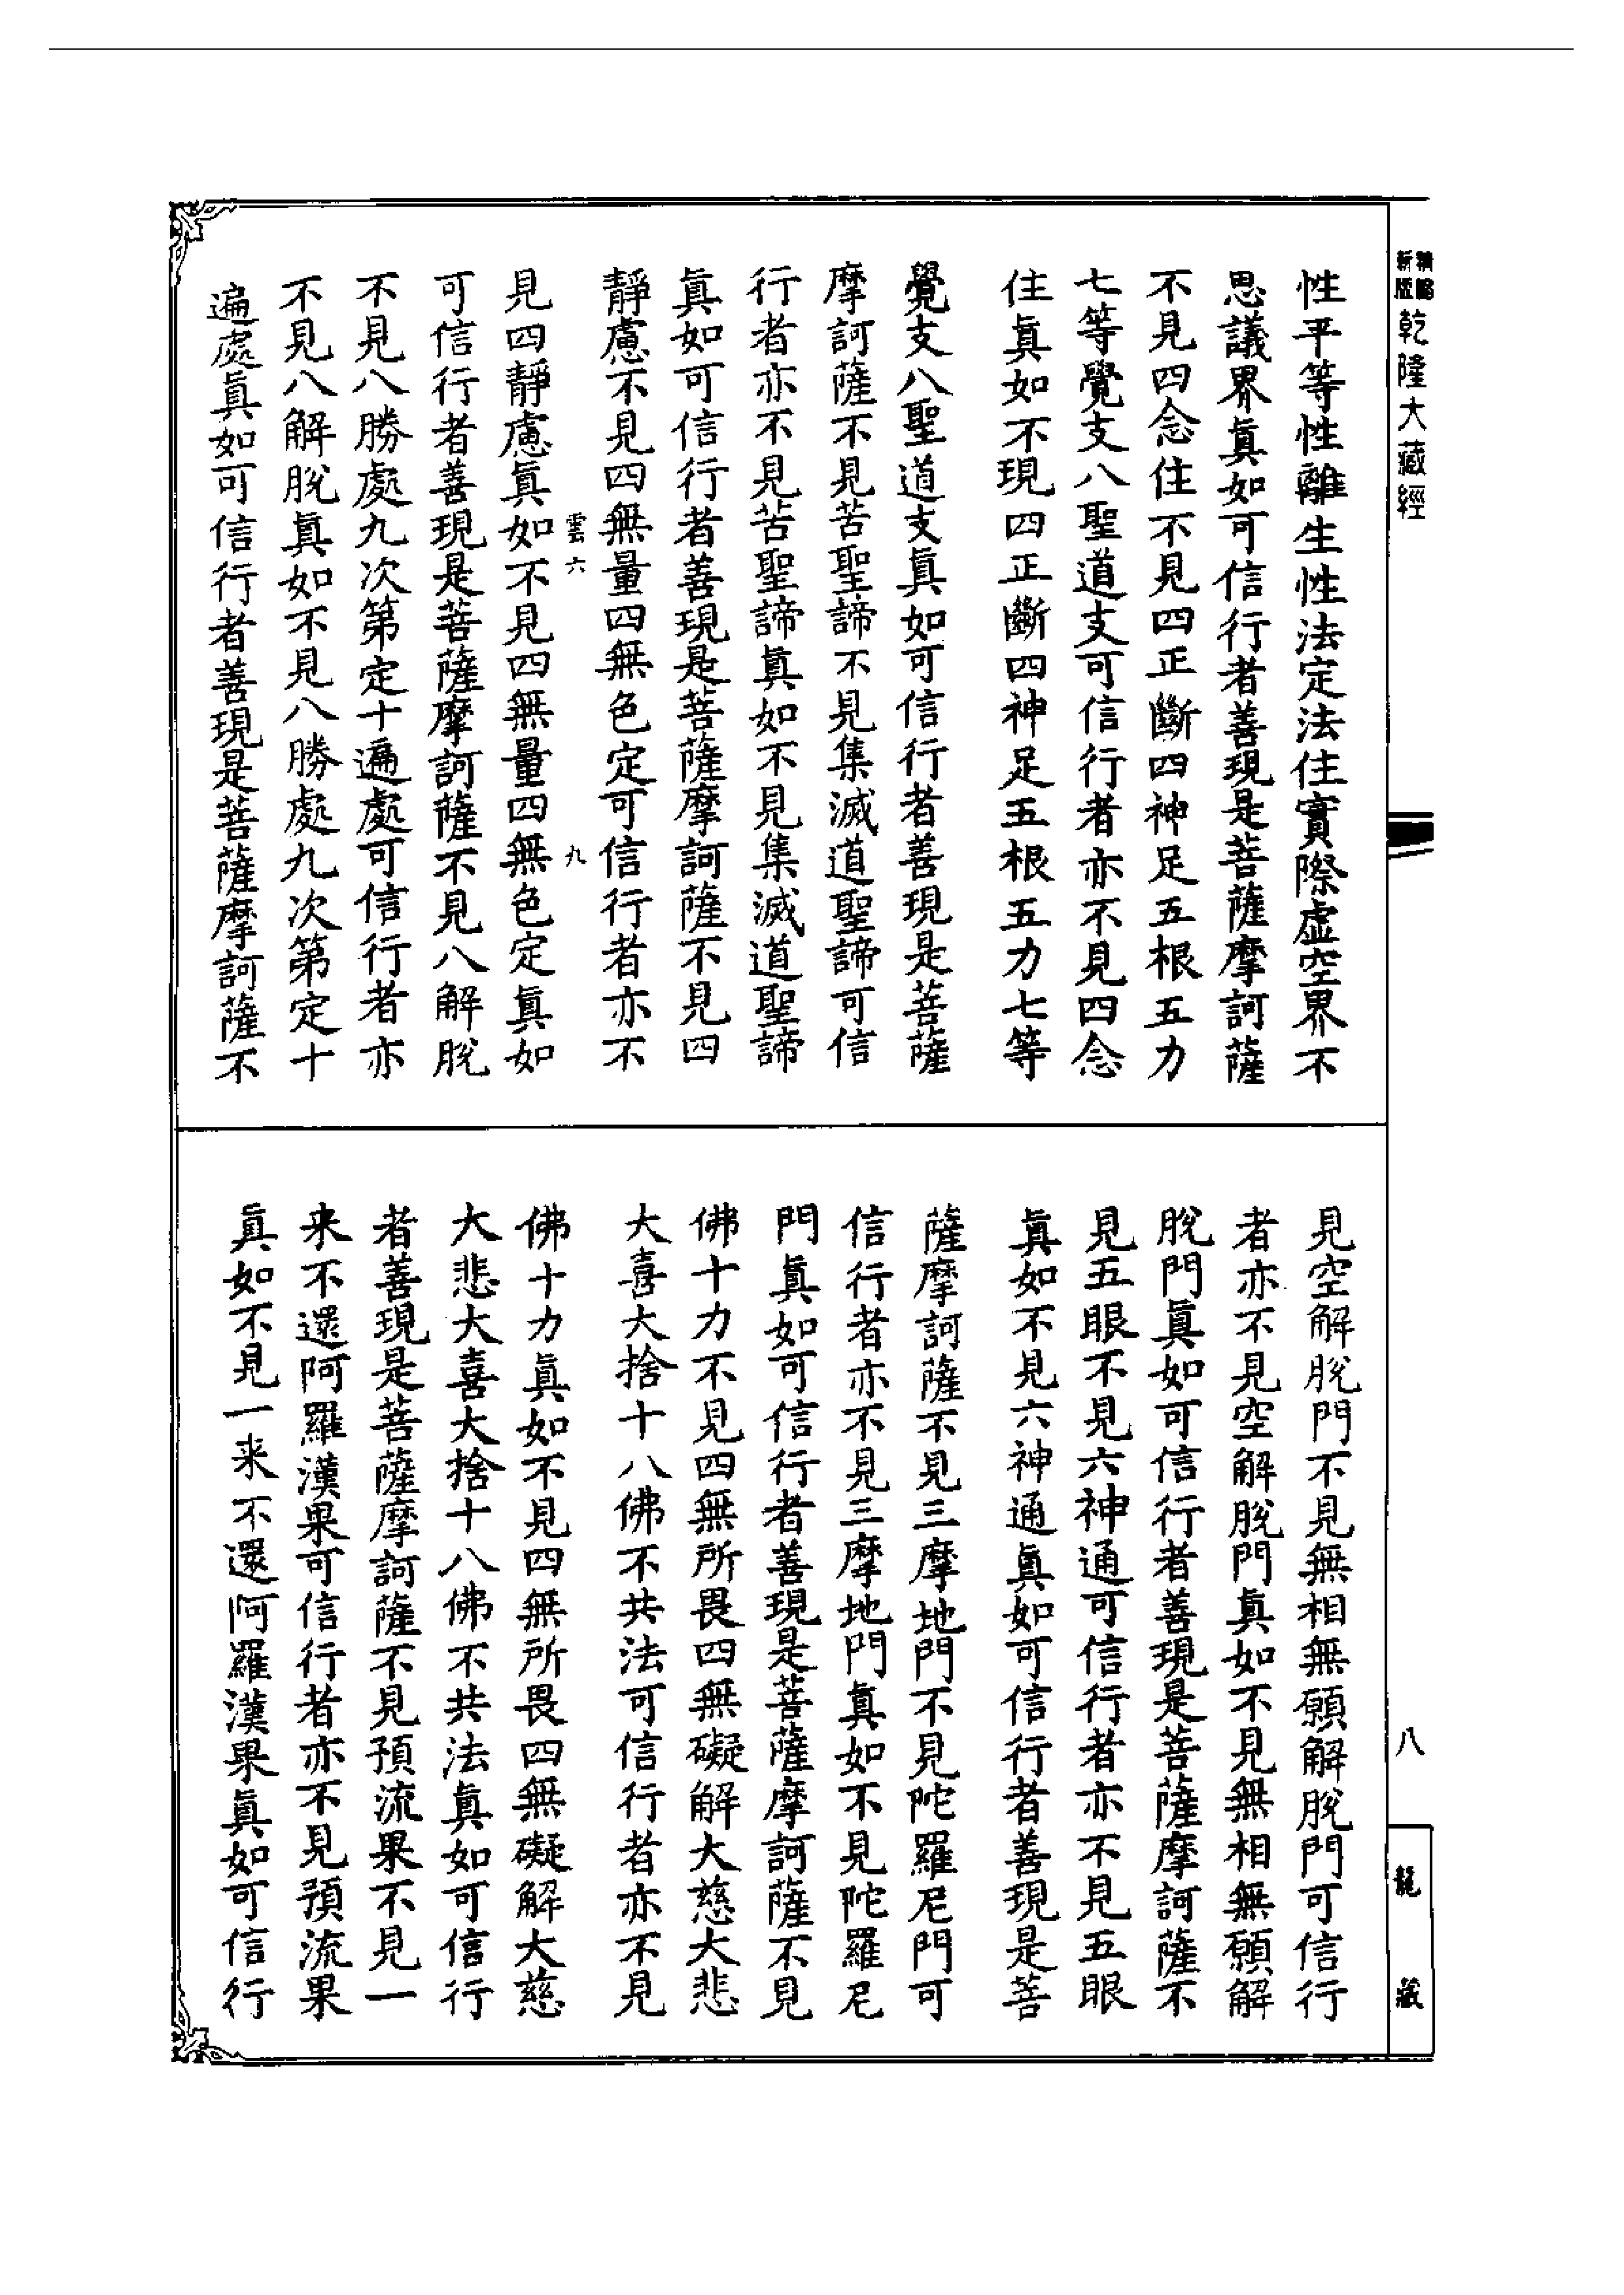 精縮新版乾隆大藏經
性平等性離生性法定法住實際虛空界不
思議界眞如可信行者善現是菩薩摩訶薩
不見四念住不見四正斷四神足五根五力
七等覺支八聖道支可信行者亦不見四念
住眞如不現四正斷四神足五根五力七等
覺支八聖道支眞如可信行者善現是菩薩
摩訶薩不見苦聖諦不見集滅道聖諦可信
行者亦不見苦聖諦眞如不見集滅道聖諦
眞如可信行者善現是菩薩摩訶薩不見四
靜慮不見四無量四無色定可信行者亦不
雲六 九
見四靜慮眞如不見四無量四無色定眞如
可信行者善現是菩薩摩訶薩不見八解脫
不見八勝處九次第定十遍處可信行者亦
不見八解脫眞如不見八勝處九次第定十
遍處眞如可信行者善現是菩薩摩訶薩不
八
龍藏
見空解脫門不見無相無願解脫門可信行
者亦不見空解脫門眞如不見無相無願解
脫門眞如可信行者善現是菩薩摩訶薩不
見五眼不見六神通可信行者亦不見五眼
眞如不見六神通眞如可信行者善現是菩
薩摩訶薩不見三摩地門不見陀羅尼門可
信行者亦不見三摩地門眞如不見陀羅尼
門眞如可信行者善現是菩薩摩訶薩不見
佛十力不見四無所畏四無礙解大慈大悲
大喜大捨十八佛不共法可信行者亦不見
佛十力眞如不見四無所畏四無礙解大慈
大悲大喜大捨十八佛不共法眞如可信行
者善現是菩薩摩訶薩不見預流果不見一
来不還阿羅漢果可信行者亦不見預流果
眞如不見一来不還阿羅漢果眞如可信行